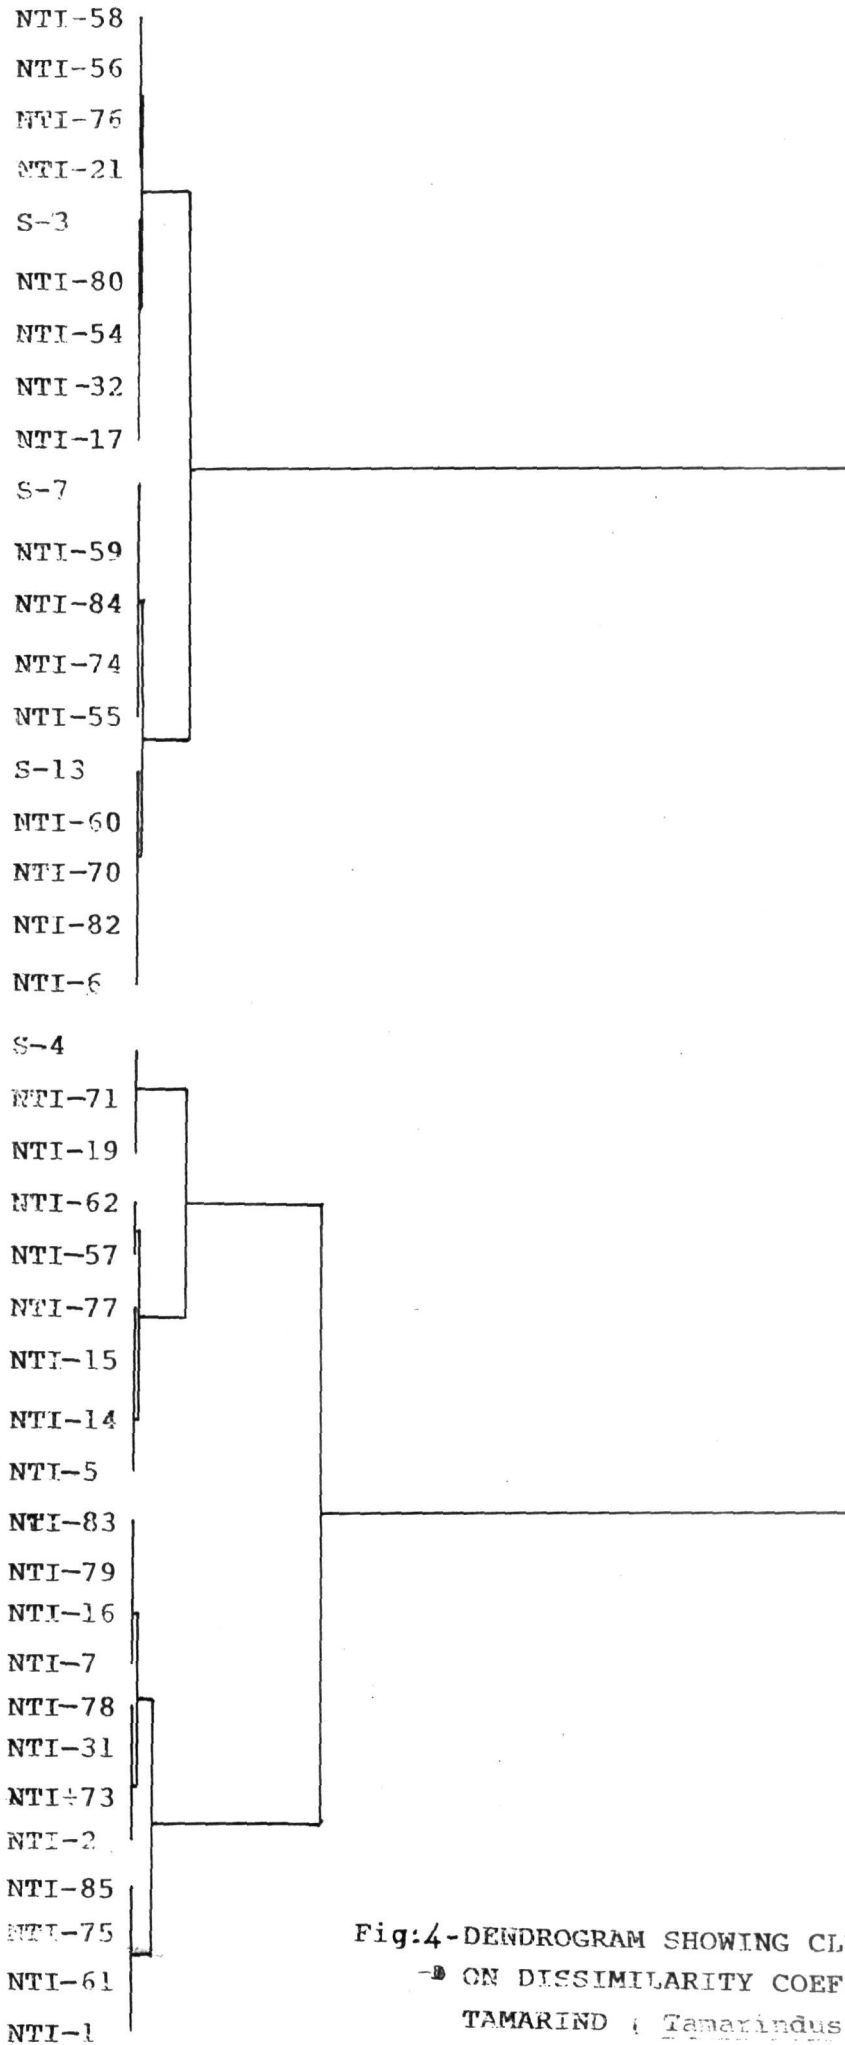 NTI-58
NTI-56
NTI-76
NTI-21
S-3
NTI-80
NTI-54
NTI-32
NTI-17
S-7
NTI-59
NTI-84
NTI-74
NTI-55
S-13
NTI-60
NTI-70
NTI-82
NTI-6
S-4
NTI-71
NTI-19
NTI-62
NTI-57
NTI-77
NTI-15
NTI-14
NTI-5
NTI-83
NTI-79
NTI-16
NTI-7
NTI-78
NTI-31
NTI÷73
NTI-2
NTI-85
NTI-75
NTI-61
NTI-1
Fig:4-DENDROGRAM SHOWING CL
ON DISSIMILARITY COEF
TAMARIND ( Tamarindus